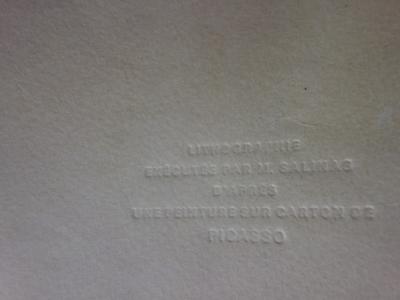 LITHOGRAPHIE
EXÉCUTÉE PAR M. SALINAS
D'APRÈS
UNE PEINTURE SUR CARTON DE
PICASSO